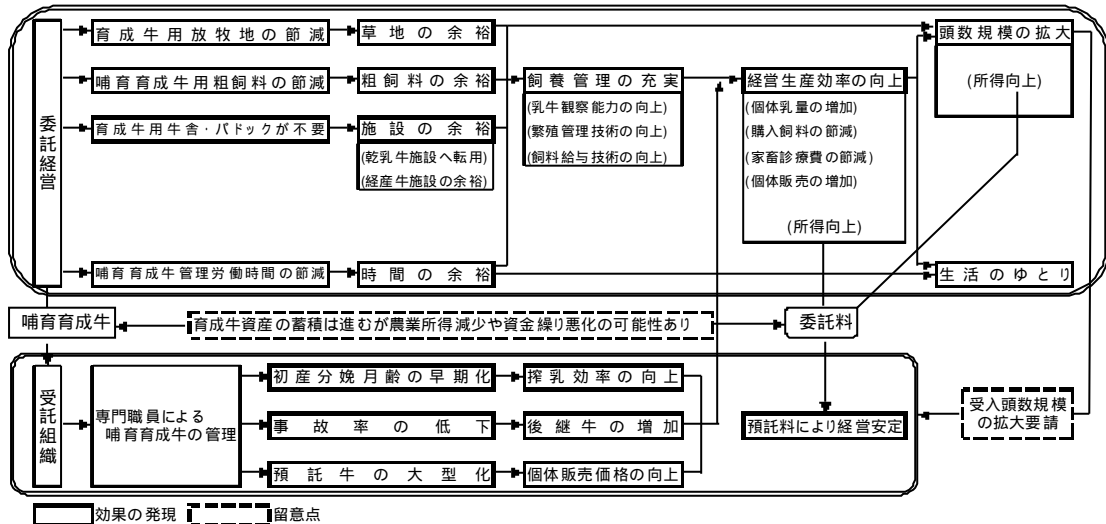 委託経営
育成牛用放牧地の節減
草地の余裕
頭数規模の拡大
(所得向上)
哺育育成牛用粗飼料の節減
粗飼料の余裕
飼養管理の充実
(乳牛観察能力の向上)
(繁殖管理技術の向上)
(飼料給与技術の向上)
経営生産効率の向上
(個体乳量の増加)
(購入飼料の節減)
(家畜診療費の節減)
(個体販売の増加)
(所得向上)
育成牛用牛舎・パドックが不要
施設の余裕
(乾乳牛施設へ転用)
(経産牛施設の余裕)
哺育育成牛管理労働時間の節減
時間の余裕
生活のゆとり
哺育育成牛
育成牛資産の蓄積は進むが農業所得減少や資金繰り悪化の可能性あり
委託料
受託組織
専門職員による
哺育育成牛の管理
初産分娩月齢の早期化
搾乳効率の向上
事故率の低下
後継牛の増加
預託牛の大型化
個体販売価格の向上
預託料により経営安定
受入頭数規模
の拡大要請
効果の発現
留意点